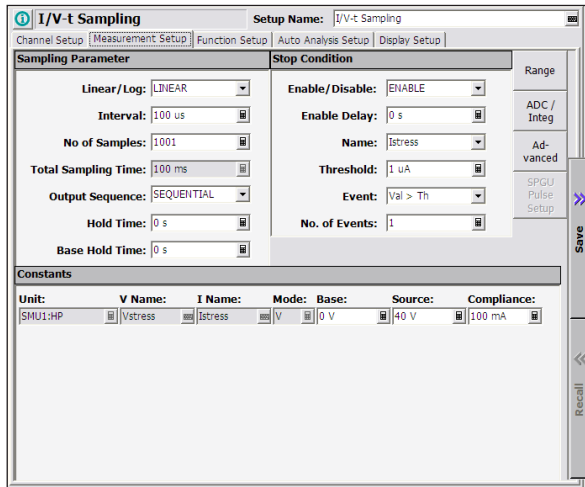 I/V-t Sampling Setup Name: I/V-t Sampling
Channel Setup Measurement Setup Function Setup Auto Analysis Setup Display Setup
Sampling Parameter
Linear/Log: LINEAR
Interval: 100 us
No of Samples: 1001
Total Sampling Time: 100 ms
Output Sequence: SEQUENTIAL
Hold Time: 0 s
Base Hold Time: 0 s
Stop Condition
Enable/Disable: ENABLE
Enable Delay: 0 s
Name: Istress
Threshold: 1 uA
Event: Val > Th
No. of Events: 1
Range
ADC /
Integ
Ad-
vanced
SPGU
Pulse
Setup
Save
Recall
Constants
Unit: V Name: I Name: Mode: Base: Source: Compliance:
SMU1:HP Vstress Istress V 0 V 40 V 100 mA